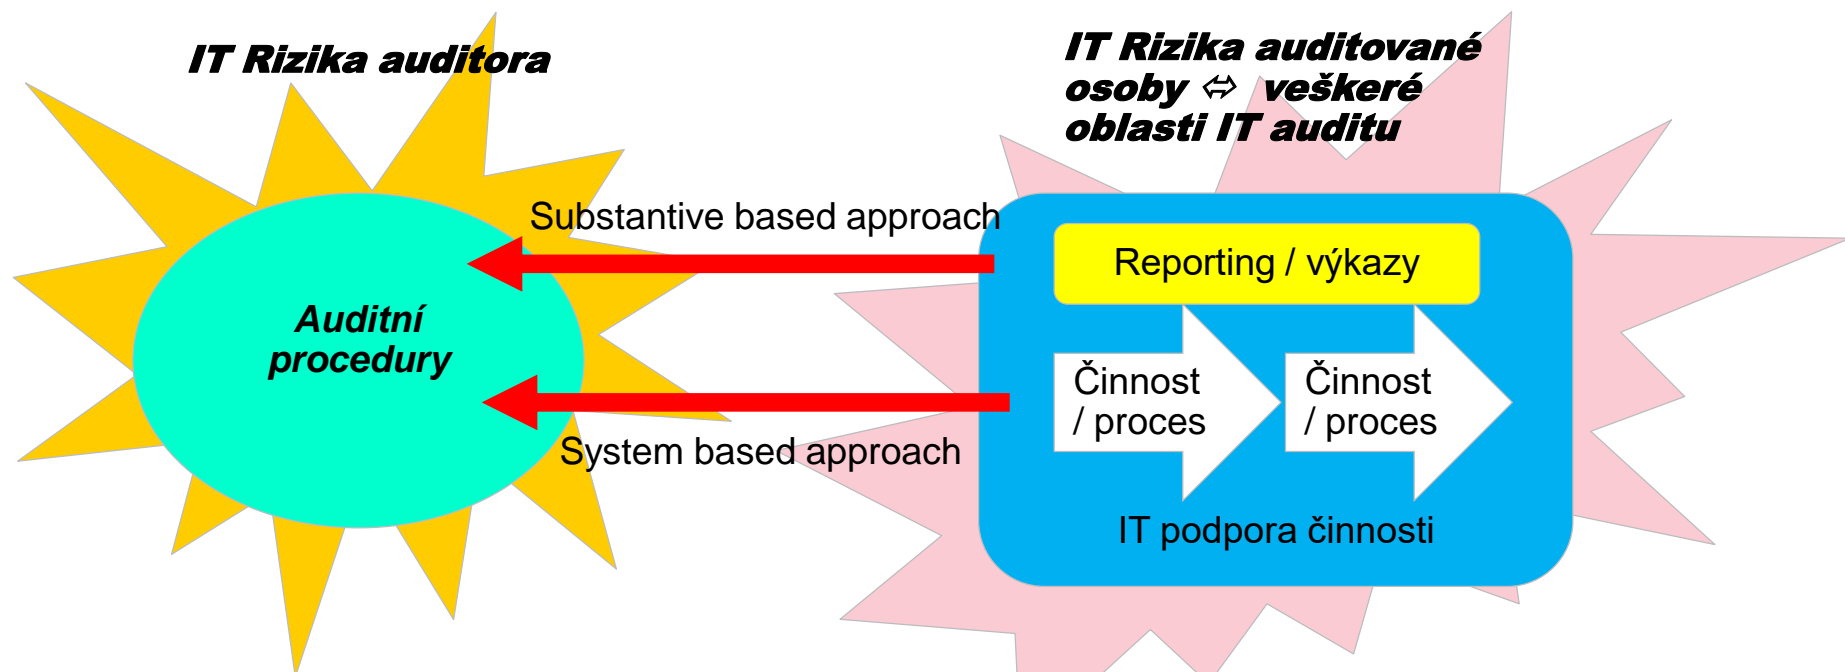 IT Rizika auditora
IT Rizika auditované
osoby ⬄ veškeré
oblasti IT auditu
Substantive based approach
Reporting / výkazy
Auditní
procedury
Činnost
/ proces
Činnost
/ proces
System based approach
IT podpora činnosti